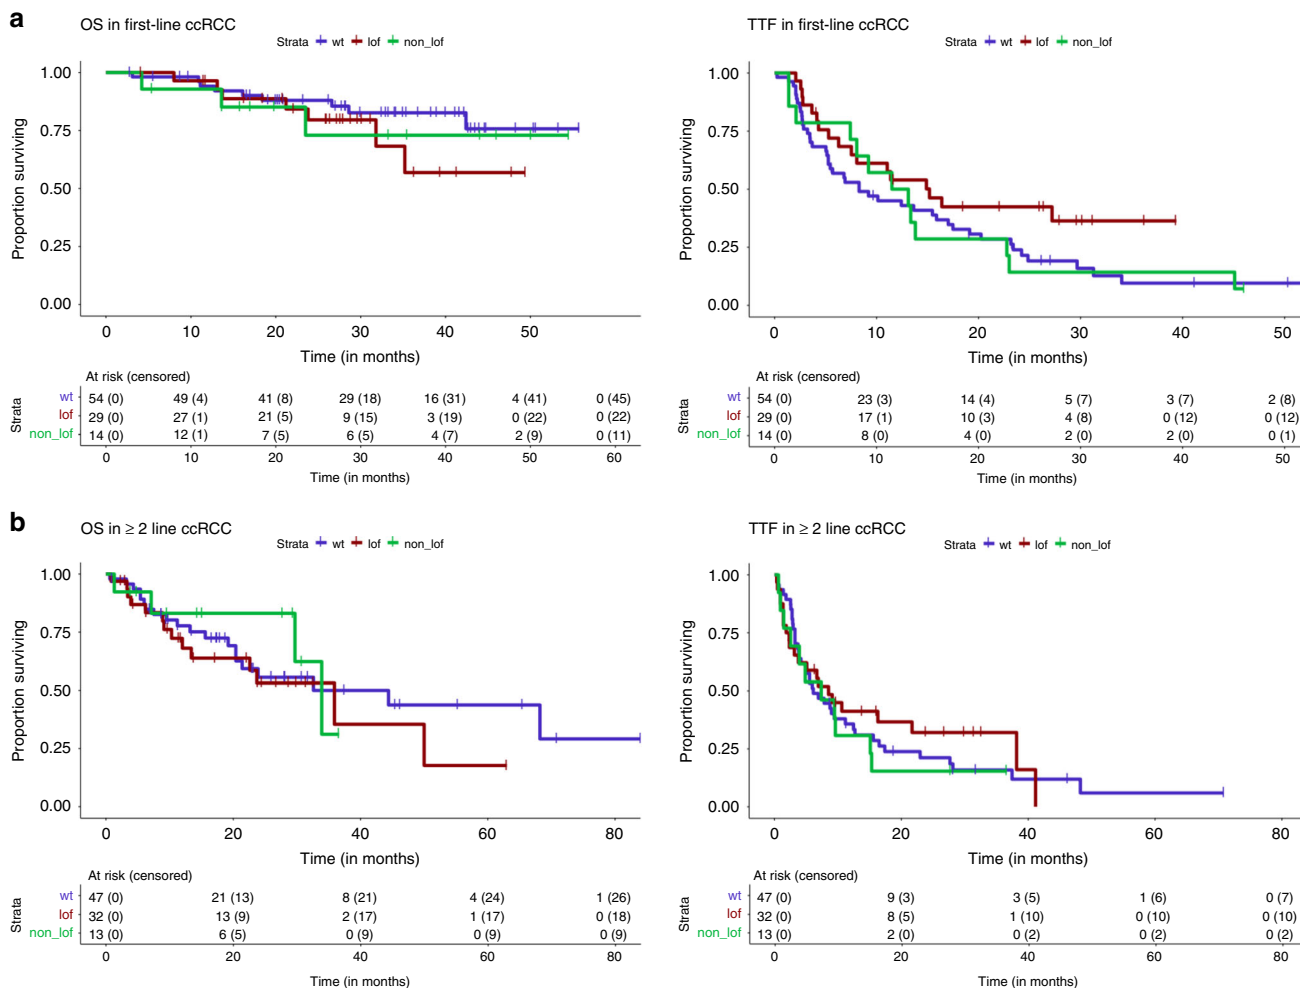 a
OS in first-line ccRCC
Strata wt lof non_lof
1.00
0.75
0.50
0.25
0.00
Proportion surviving
0 10 20 30 40 50
Time (in months)
At risk (censored)
Strata
wt 54 (0) 49 (4) 41 (8) 29 (18) 16 (31) 4 (41) 0 (45)
lof 29 (0) 27 (1) 21 (5) 9 (15) 3 (19) 0 (22) 0 (22)
non_lof 14 (0) 12 (1) 7 (5) 6 (5) 4 (7) 2 (9) 0 (11)
0 10 20 30 40 50 60
Time (in months)
TTF in first-line ccRCC
Strata wt lof non_lof
1.00
0.75
0.50
0.25
0.00
Proportion surviving
0 10 20 30 40 50
Time (in months)
At risk (censored)
Strata
wt 54 (0) 23 (3) 14 (4) 5 (7) 3 (7) 2 (8)
lof 29 (0) 17 (1) 10 (3) 4 (8) 0 (12) 0 (12)
non_lof 14 (0) 8 (0) 4 (0) 2 (0) 2 (0) 0 (1)
0 10 20 30 40 50
Time (in months)
b
OS in ≥ 2 line ccRCC
Strata wt lof non_lof
1.00
0.75
0.50
0.25
0.00
Proportion surviving
0 20 40 60 80
Time (in months)
At risk (censored)
Strata
wt 47 (0) 21 (13) 8 (21) 4 (24) 1 (26)
lof 32 (0) 13 (9) 2 (17) 1 (17) 0 (18)
non_lof 13 (0) 6 (5) 0 (9) 0 (9) 0 (9)
0 20 40 60 80
Time (in months)
TTF in ≥ 2 line ccRCC
Strata wt lof non_lof
1.00
0.75
0.50
0.25
0.00
Proportion surviving
0 20 40 60 80
Time (in months)
At risk (censored)
Strata
wt 47 (0) 9 (3) 3 (5) 1 (6) 0 (7)
lof 32 (0) 8 (5) 1 (10) 0 (10) 0 (10)
non_lof 13 (0) 2 (0) 0 (2) 0 (2) 0 (2)
0 20 40 60 80
Time (in months)